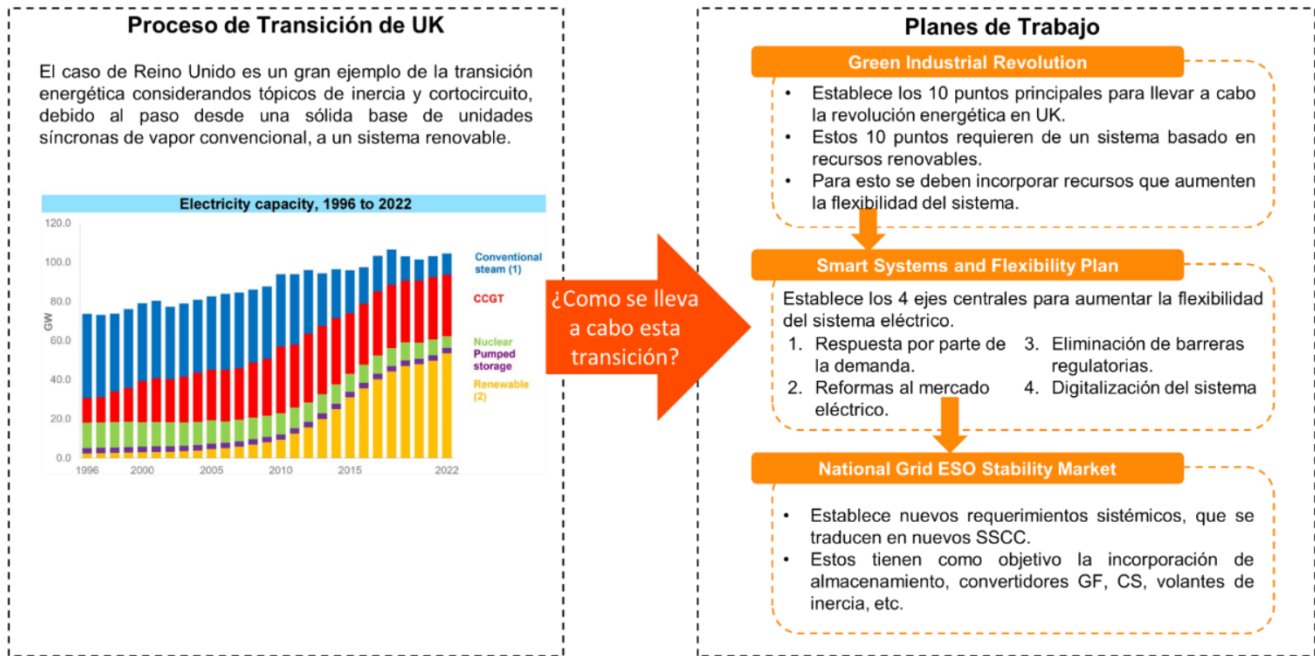 Proceso de Transición de UK
El caso de Reino Unido es un gran ejemplo de la transición
energética considerandos tópicos de inercia y cortocircuito,
debido al paso desde una sólida base de unidades
síncronas de vapor convencional, a un sistema renovable.
Electricity capacity, 1996 to 2022
120.0
100.0
80.0
60.0
40.0
20.0
0.0
GW
1996
2000
2005
2010
2015
2022
Conventional
steam (1)
CCGT
Nuclear
Pumped
storage
Renewable
(2)
¿Como se lleva
a cabo esta
transición?
Planes de Trabajo
Green Industrial Revolution
• Establece los 10 puntos principales para llevar a cabo
la revolución energética en UK.
• Estos 10 puntos requieren de un sistema basado en
recursos renovables.
• Para esto se deben incorporar recursos que aumenten
la flexibilidad del sistema.
Smart Systems and Flexibility Plan
Establece los 4 ejes centrales para aumentar la flexibilidad
del sistema eléctrico.
1. Respuesta por parte de
la demanda.
2. Reformas al mercado
eléctrico.
3. Eliminación de barreras
regulatorias.
4. Digitalización del sistema
National Grid ESO Stability Market
• Establece nuevos requerimientos sistémicos, que se
traducen en nuevos SSCC.
• Estos tienen como objetivo la incorporación de
almacenamiento, convertidores GF, CS, volantes de
inercia, etc.